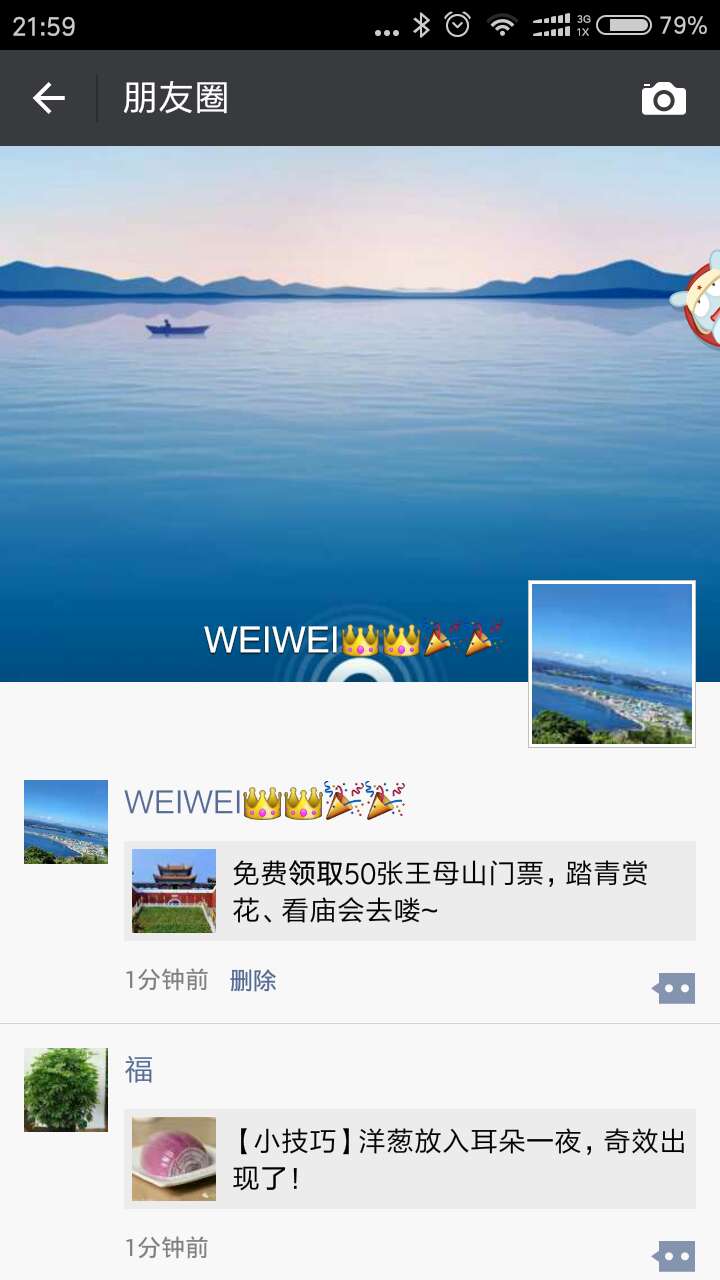 21:59
3G
1X
79%
朋友圈
WEIWEI👑👑🎉🎉
WEIWEI👑👑🎉🎉
免费领取50张王母山门票，踏青赏
花、看庙会去喽~
1分钟前 删除
福
【小技巧】洋葱放入耳朵一夜，奇效出
现了！
1分钟前